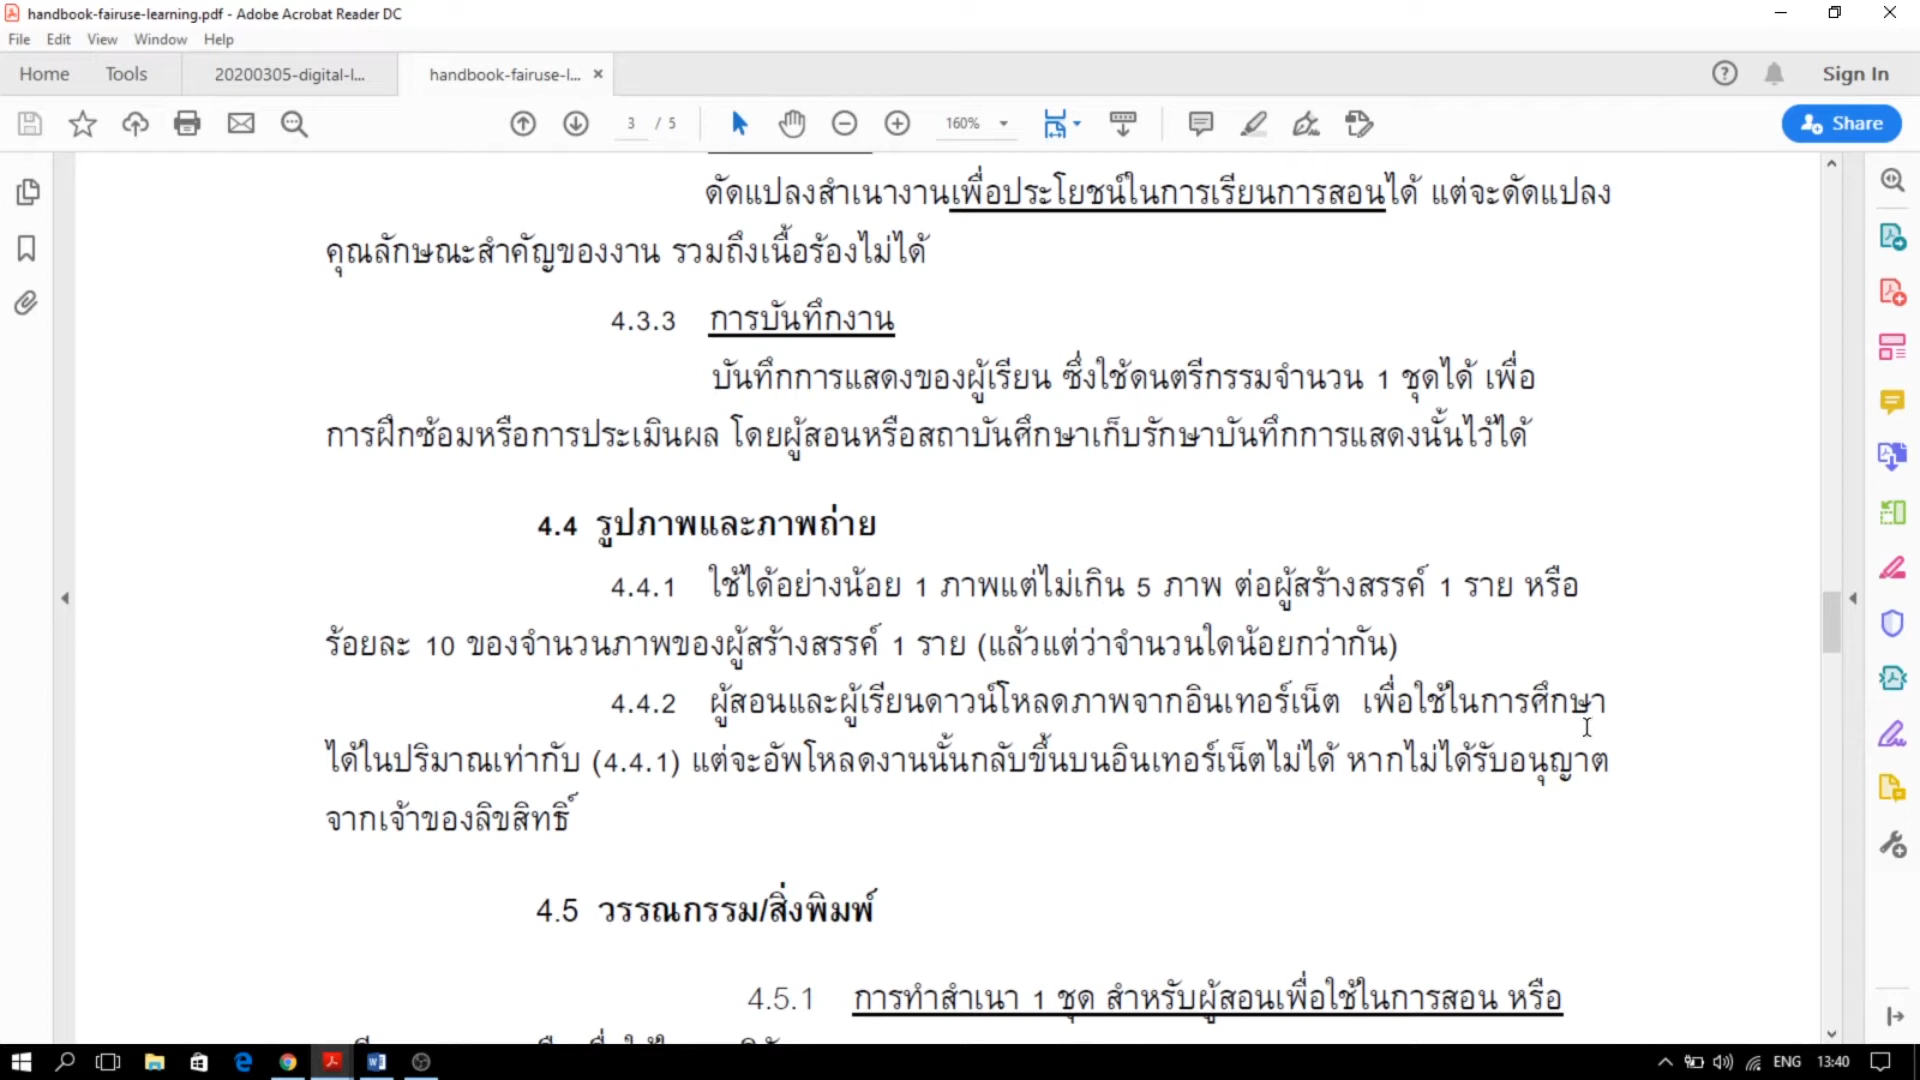 handbook-fairuse-learning.pdf - Adobe Acrobat Reader DC
File Edit View Window Help
Home Tools 20200305-digital-l... handbook-fairuse-l... Sign In
3 / 5 160% Share
ดัดแปลงสำเนางานเพื่อประโยชน์ในการเรียนการสอนได้ แต่จะดัดแปลง
คุณลักษณะสำคัญของงาน รวมถึงเนื้อร้องไม่ได้
4.3.3 การบันทึกงาน
บันทึกการแสดงของผู้เรียน ซึ่งใช้ดนตรีกรรมจำนวน 1 ชุดได้ เพื่อ
การฝึกซ้อมหรือการประเมินผล โดยผู้สอนหรือสถาบันศึกษาเก็บรักษาบันทึกการแสดงนั้นไว้ได้
4.4 รูปภาพและภาพถ่าย
4.4.1 ใช้ได้อย่างน้อย 1 ภาพแต่ไม่เกิน 5 ภาพ ต่อผู้สร้างสรรค์ 1 ราย หรือ
ร้อยละ 10 ของจำนวนภาพของผู้สร้างสรรค์ 1 ราย (แล้วแต่ว่าจำนวนใดน้อยกว่ากัน)
4.4.2 ผู้สอนและผู้เรียนดาวน์โหลดภาพจากอินเทอร์เน็ต เพื่อใช้ในการศึกษา
ได้ในปริมาณเท่ากับ (4.4.1) แต่จะอัพโหลดงานนั้นกลับขึ้นบนอินเทอร์เน็ตไม่ได้ หากไม่ได้รับอนุญาต
จากเจ้าของลิขสิทธิ์
4.5 วรรณกรรม/สิ่งพิมพ์
4.5.1 การทำสำเนา 1 ชุด สำหรับผู้สอนเพื่อใช้ในการสอน หรือ
ENG 13:40